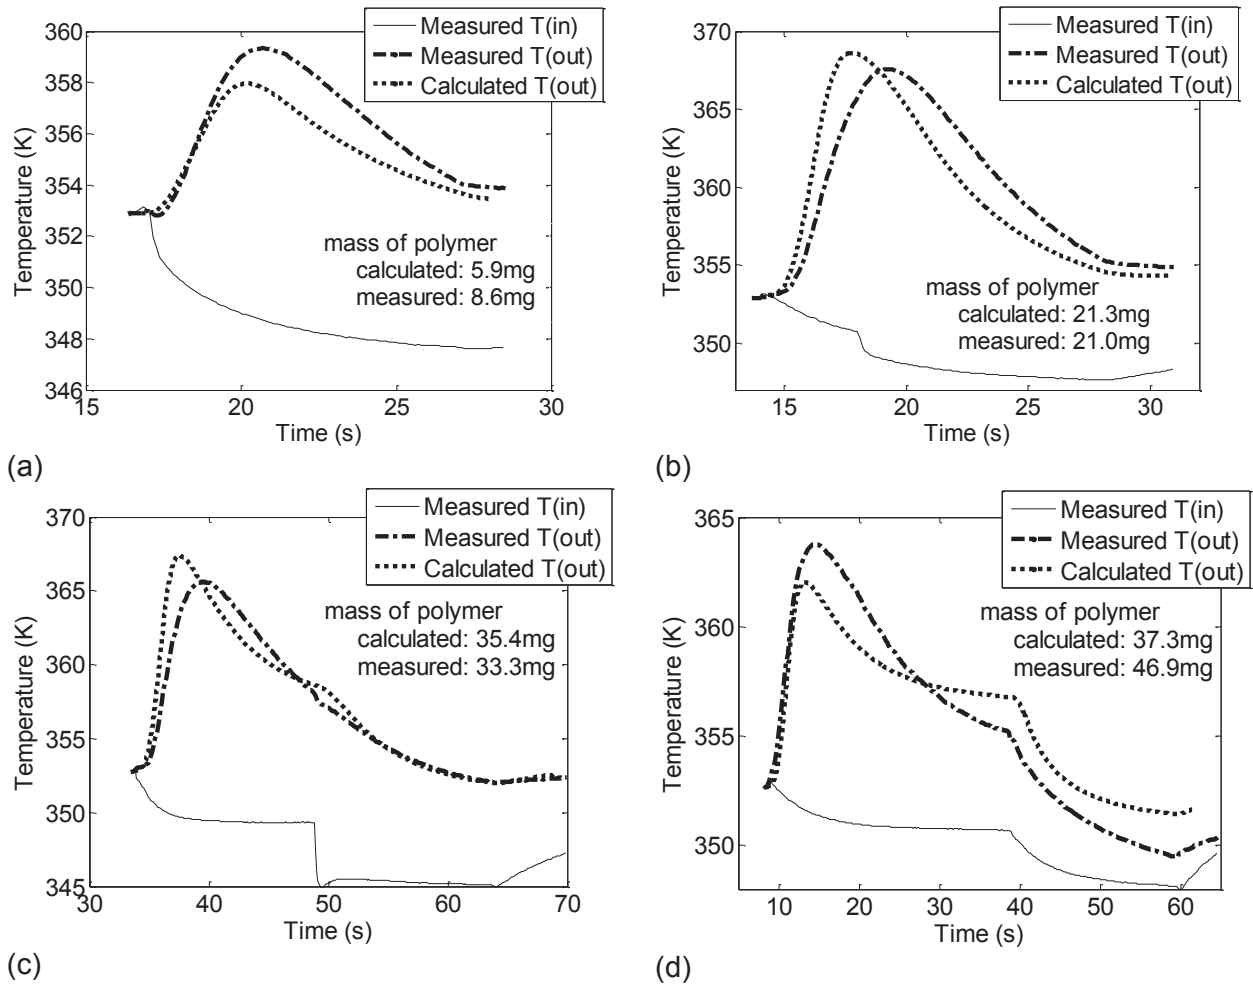 Measured T(in)
Measured T(out)
Calculated T(out)
360
358
356
354
352
350
348
346
Temperature (K)
mass of polymer
calculated: 5.9mg
measured: 8.6mg
15
20
25
30
Time (s)
(a)
Measured T(in)
Measured T(out)
Calculated T(out)
370
365
360
355
350
Temperature (K)
mass of polymer
calculated: 21.3mg
measured: 21.0mg
15
20
25
30
Time (s)
(b)
Measured T(in)
Measured T(out)
Calculated T(out)
370
365
360
355
350
345
Temperature (K)
mass of polymer
calculated: 35.4mg
measured: 33.3mg
30
40
50
60
70
Time (s)
(c)
Measured T(in)
Measured T(out)
Calculated T(out)
365
360
355
350
Temperature (K)
mass of polymer
calculated: 37.3mg
measured: 46.9mg
10
20
30
40
50
60
Time (s)
(d)